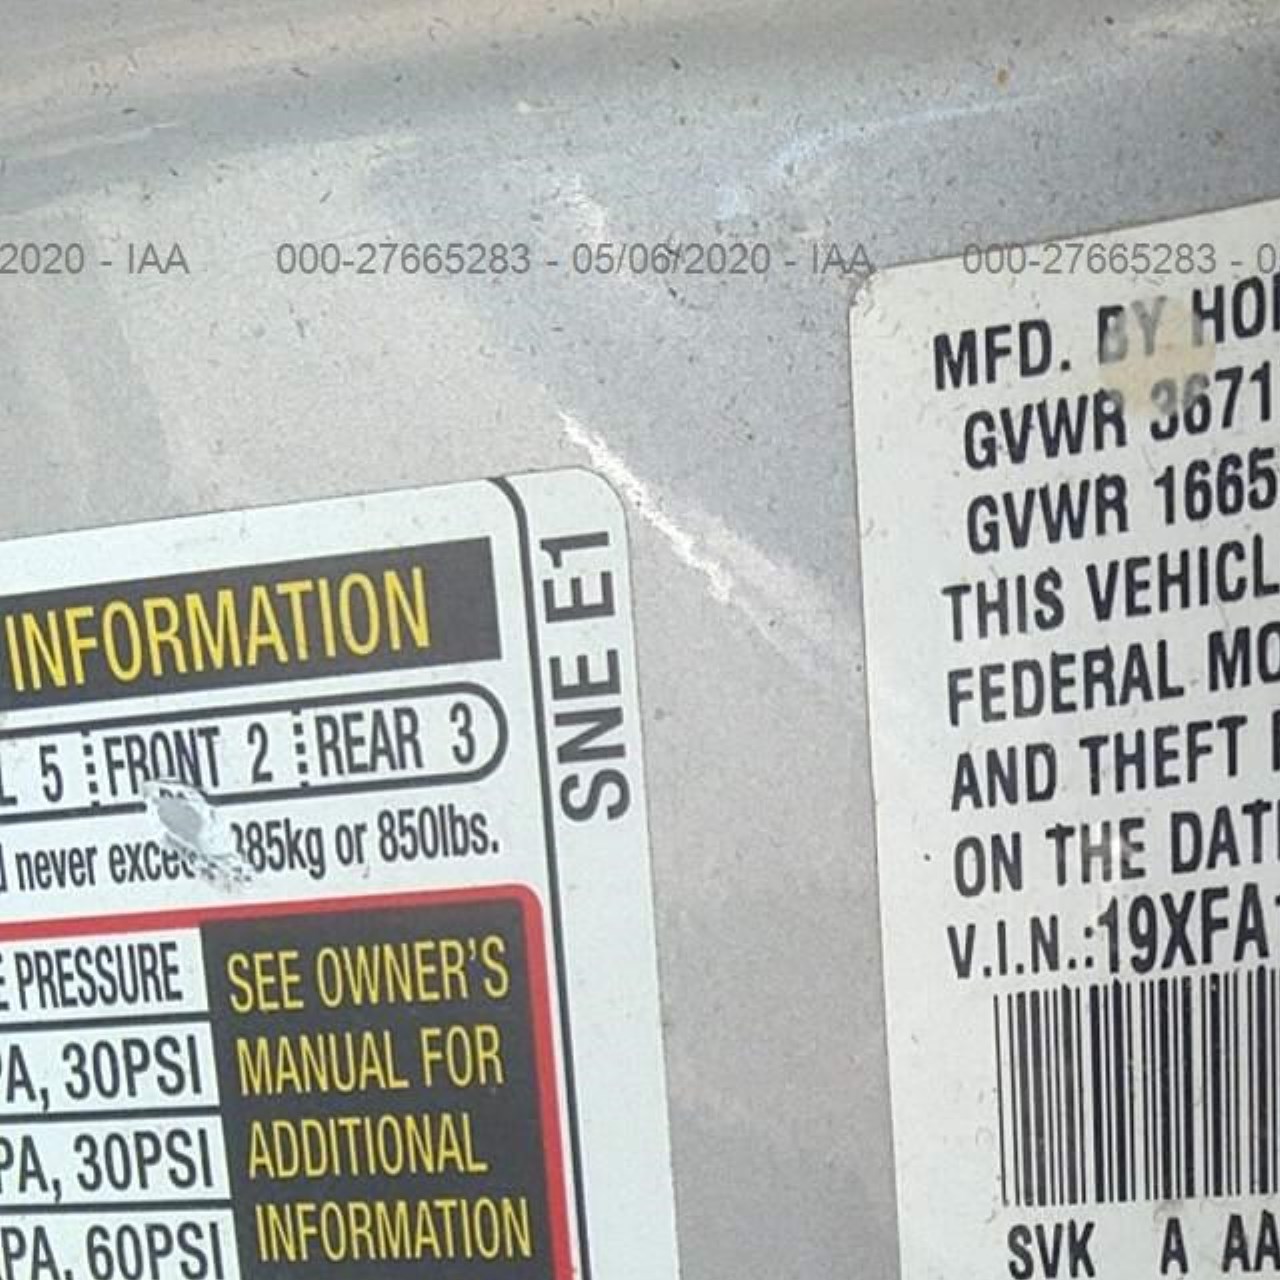 2020 - IAA 000-27665283 - 05/06/2020 - IAA 000-27665283 - 0
INFORMATION
L 5 FRONT 2 REAR 3
never 385kg or 850lbs.
PRESSURE
PA, 30PSI
PA, 30PSI
PA, 60PSI
SEE OWNER'S
MANUAL FOR
ADDITIONAL
INFORMATION
SNE E1
MFD. BY HO
GVWR 3671
GVWR 1665
THIS VEHICL
FEDERAL MO
AND THEFT
ON THE DAT
V.I.N.:19XFA
SVK A AA